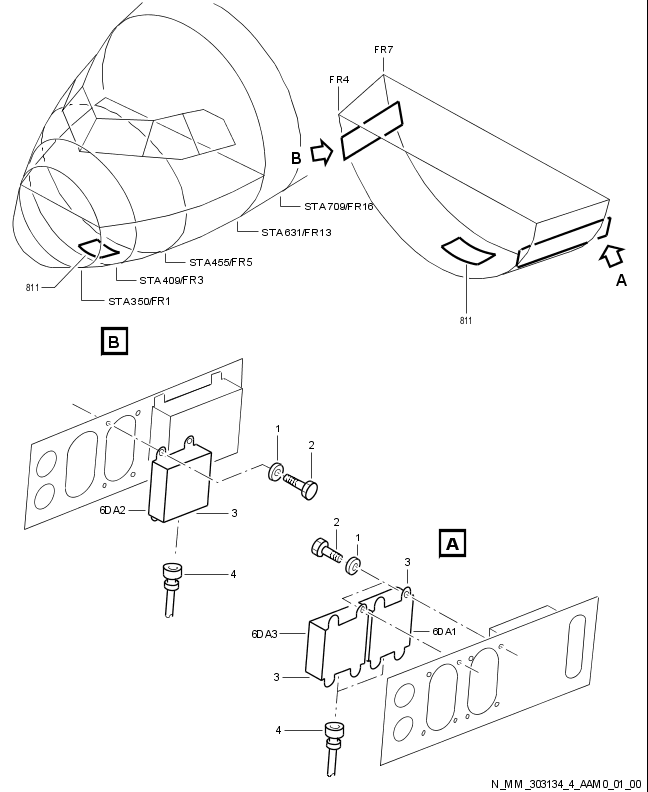 FR7
FR4
B
STA709/FR16
STA631/FR13
STA455/FR5
STA409/FR3
A
811
STA350/FR1
811
B
1
2
6DA2
3
2
1
A
3
4
6DA3
6DA1
3
4
N_MM_303134_4_AAM0_01_00